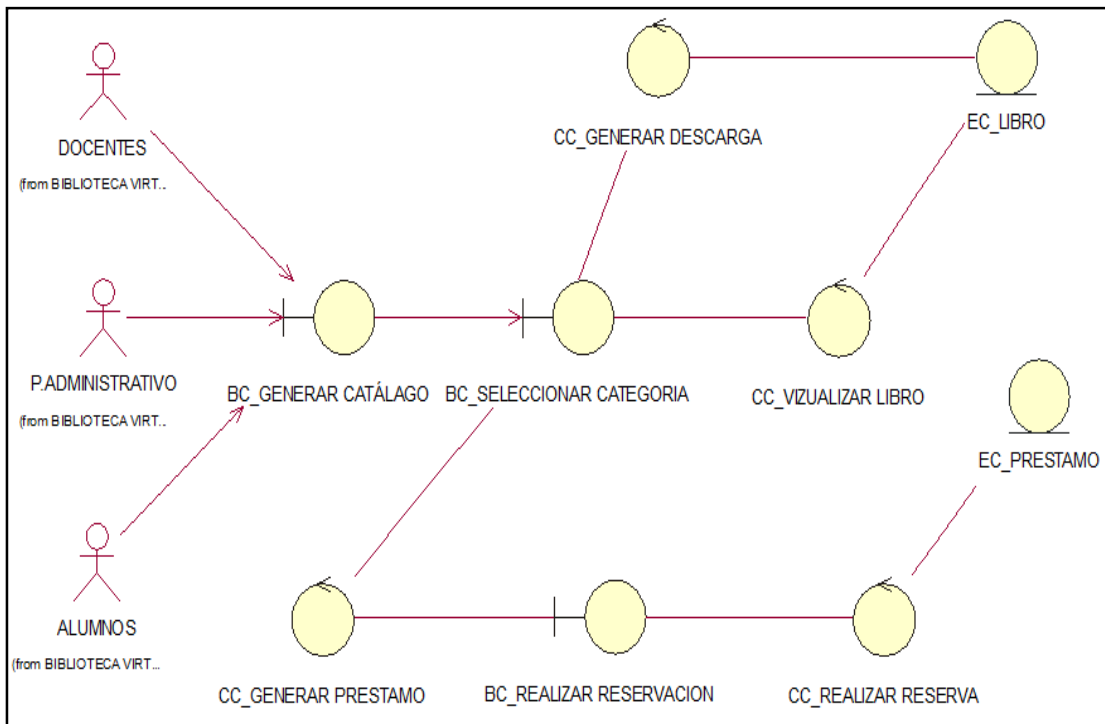 CC_GENERAR DESCARGA
EC_LIBRO
DOCENTES
(from BIBLIOTECA VIRT...
P.ADMINISTRATIVO
(from BIBLIOTECA VIRT...
BC_GENERAR CATÁLAGO
BC_SELECCIONAR CATEGORIA
CC_VIZUALIZAR LIBRO
EC_PRESTAMO
ALUMNOS
(from BIBLIOTECA VIRT...
CC_GENERAR PRESTAMO
BC_REALIZAR RESERVACION
CC_REALIZAR RESERVA